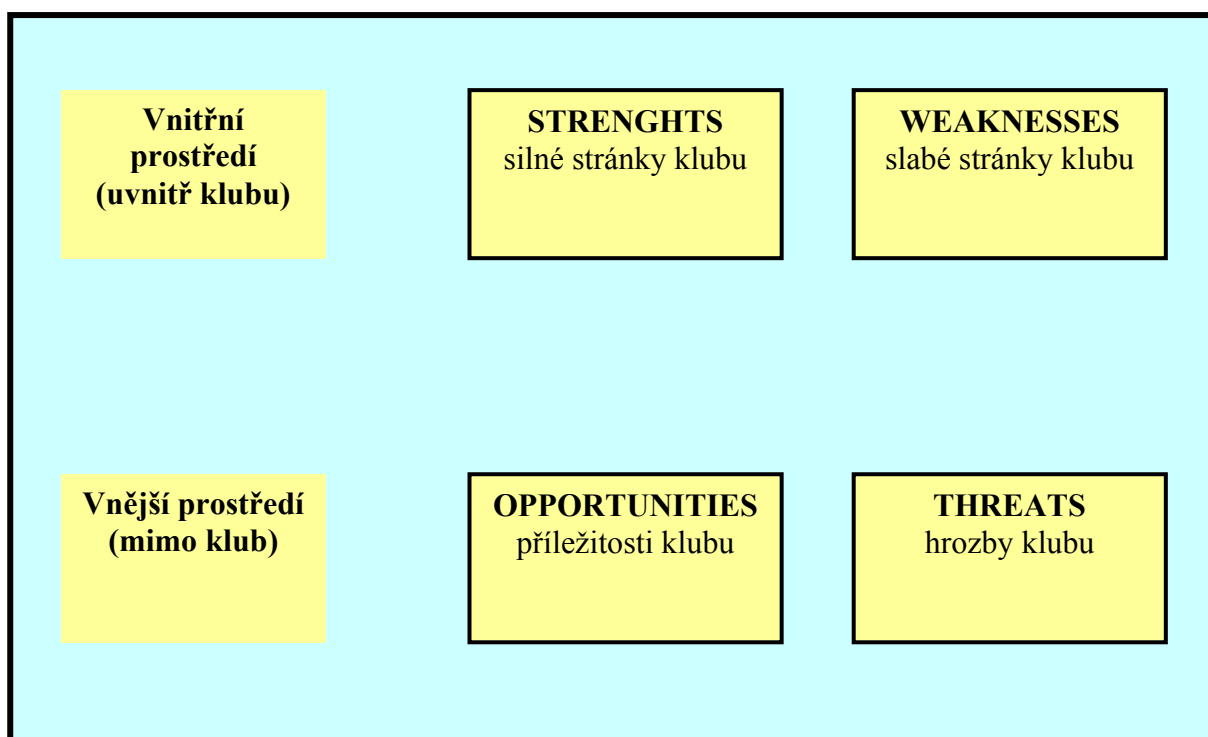 Vnitřní
prostředí
(uvnitř klubu)
STRENGHTS
silné stránky klubu
WEAKNESSES
slabé stránky klubu
Vnější prostředí
(mimo klub)
OPPORTUNITIES
příležitosti klubu
THREATS
hrozby klubu